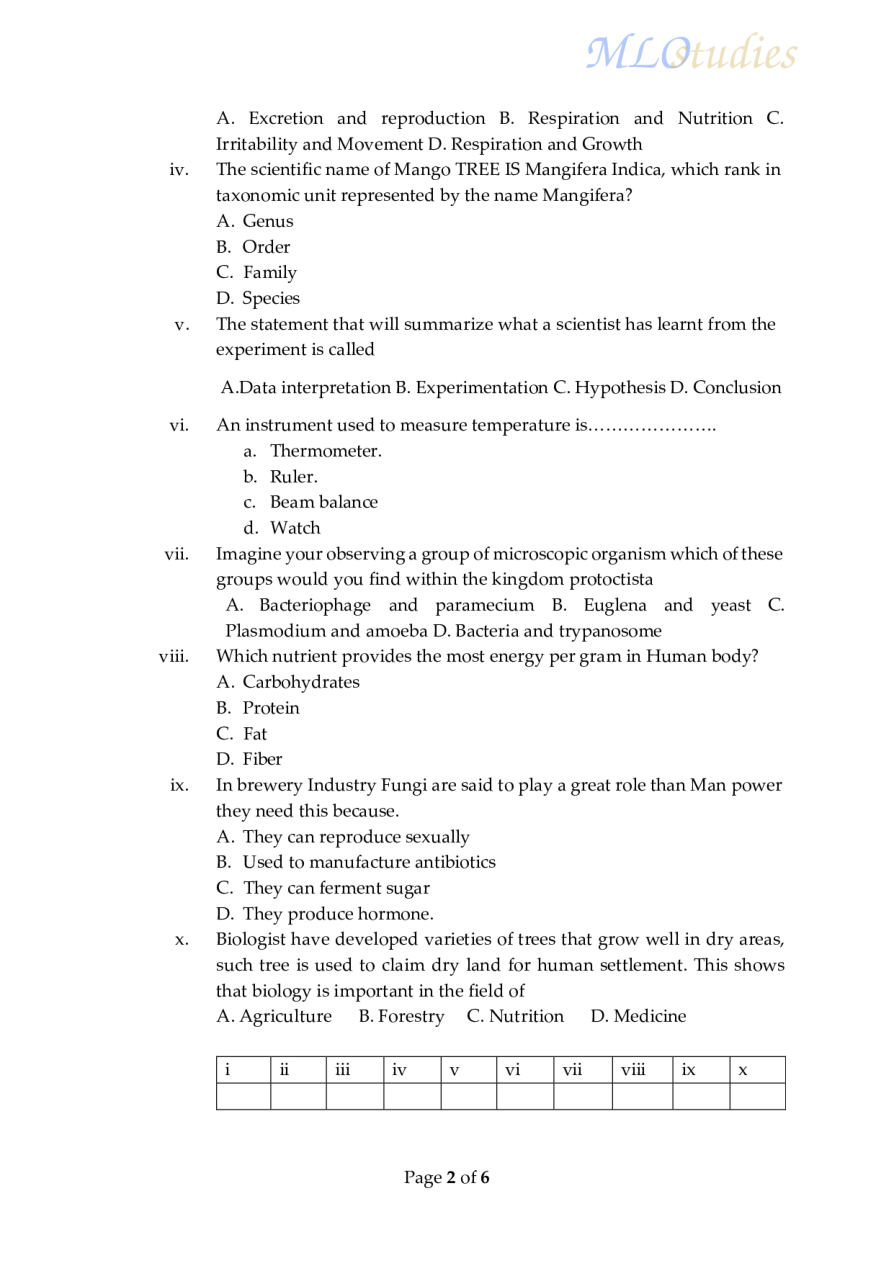 MLOstudies
A. Excretion and reproduction B. Respiration and Nutrition C.
Irritability and Movement D. Respiration and Growth
iv. The scientific name of Mango TREE IS Mangifera Indica, which rank in
taxonomic unit represented by the name Mangifera?
A. Genus
B. Order
C. Family
D. Species
v. The statement that will summarize what a scientist has learnt from the
experiment is called
A.Data interpretation B. Experimentation C. Hypothesis D. Conclusion
vi. An instrument used to measure temperature is………………….
a. Thermometer.
b. Ruler.
c. Beam balance
d. Watch
vii. Imagine your observing a group of microscopic organism which of these
groups would you find within the kingdom protoctista
A. Bacteriophage and paramecium B. Euglena and yeast C.
Plasmodium and amoeba D. Bacteria and trypanosome
viii. Which nutrient provides the most energy per gram in Human body?
A. Carbohydrates
B. Protein
C. Fat
D. Fiber
ix. In brewery Industry Fungi are said to play a great role than Man power
they need this because.
A. They can reproduce sexually
B. Used to manufacture antibiotics
C. They can ferment sugar
D. They produce hormone.
x. Biologist have developed varieties of trees that grow well in dry areas,
such tree is used to claim dry land for human settlement. This shows
that biology is important in the field of
A. Agriculture B. Forestry C. Nutrition D. Medicine
i ii iii iv v vi vii viii ix x
Page 2 of 6